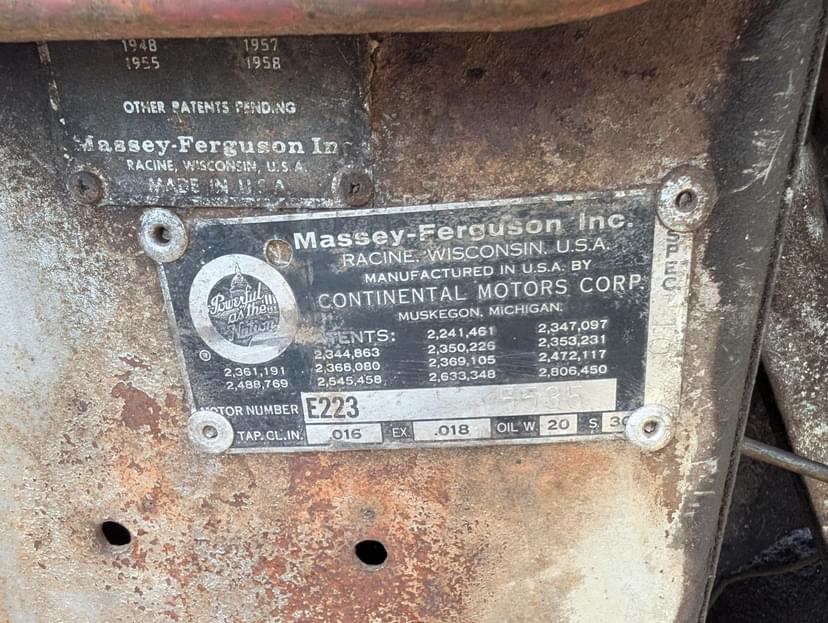 1948 1957
1955 1958
OTHER PATENTS PENDING
Massey-Ferguson Inc
RACINE, WISCONSIN, U.S.A.
MADE IN U.S.A
Massey-Ferguson Inc.
RACINE, WISCONSIN, U.S.A.
MANUFACTURED IN U.S.A. BY
CONTINENTAL MOTORS CORP.
MUSKEGON, MICHIGAN.
Powerful
as the
Nation
®
PATENTS: 2,241,461 2,347,097
2,344,863 2,350,226 2,353,231
2,361,191 2,368,080 2,369,105 2,472,117
2,488,769 2,545,458 2,633,348 2,806,450
MOTOR NUMBER E223
TAP. CL. IN. .016 EX. .018 OIL W. 20 S. 30
SPEC